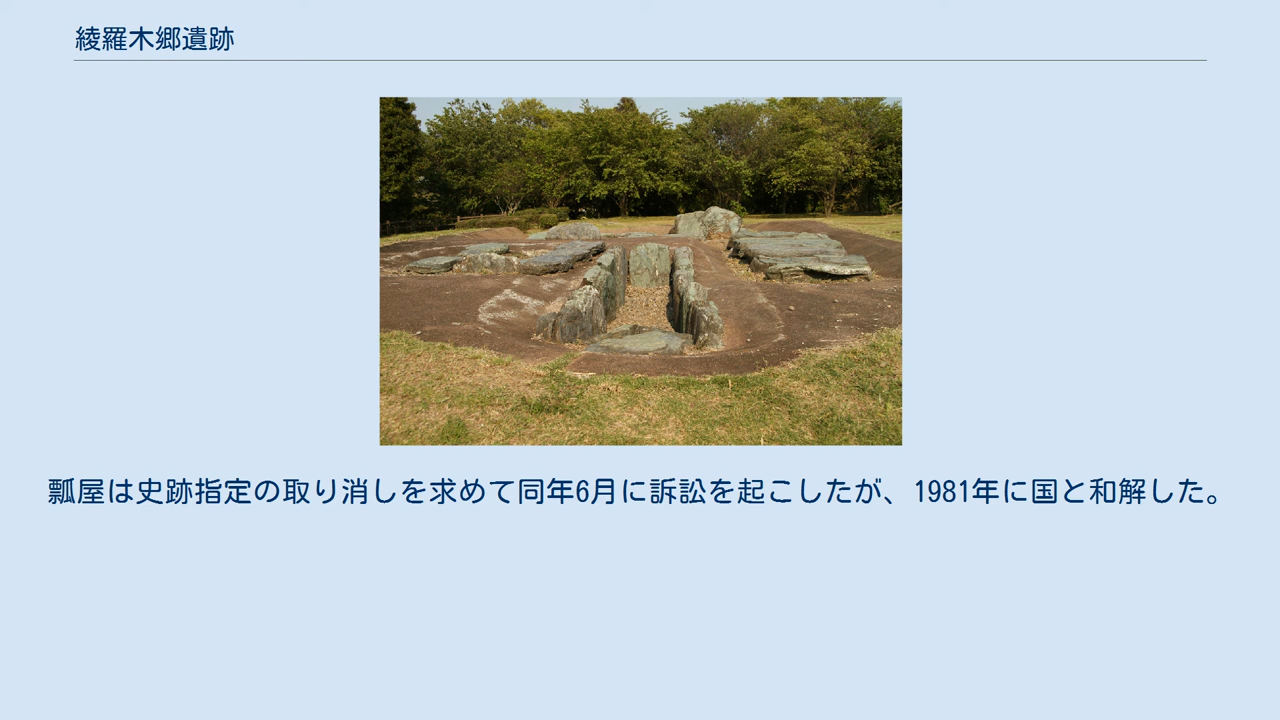 綾羅木郷遺跡
瓢屋は史跡指定の取り消しを求めて同年6月に訴訟を起こしたが、1981年に国と和解した。